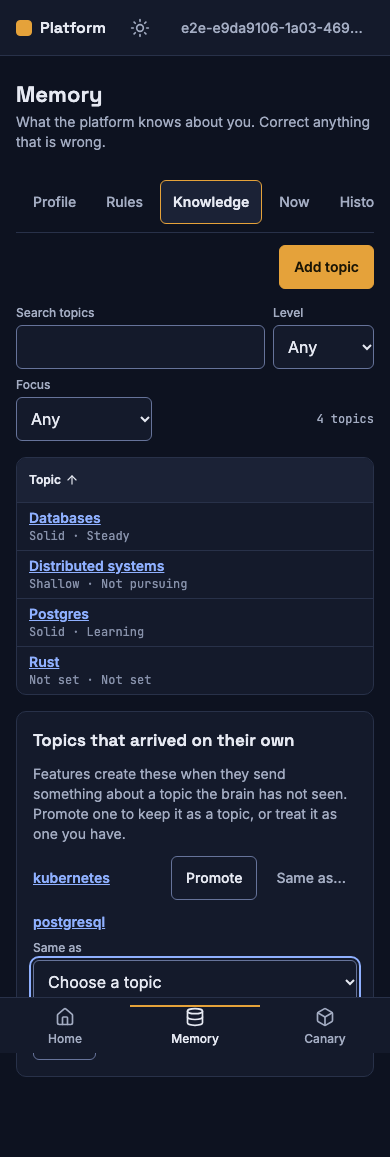 Platform
e2e-e9da9106-1a03-469...
Memory
What the platform knows about you. Correct anything
that is wrong.
Profile
Rules
Knowledge
Now
Histo
Add topic
Search topics
Level
Any
Focus
Any
4 topics
Topic ↑
Databases
Solid · Steady
Distributed systems
Shallow · Not pursuing
Postgres
Solid · Learning
Rust
Not set · Not set
Topics that arrived on their own
Features create these when they send
something about a topic the brain has not seen.
Promote one to keep it as a topic, or treat it as
one you have.
kubernetes
Promote
Same as...
postgresql
Same as
Choose a topic
Home
Memory
Canary